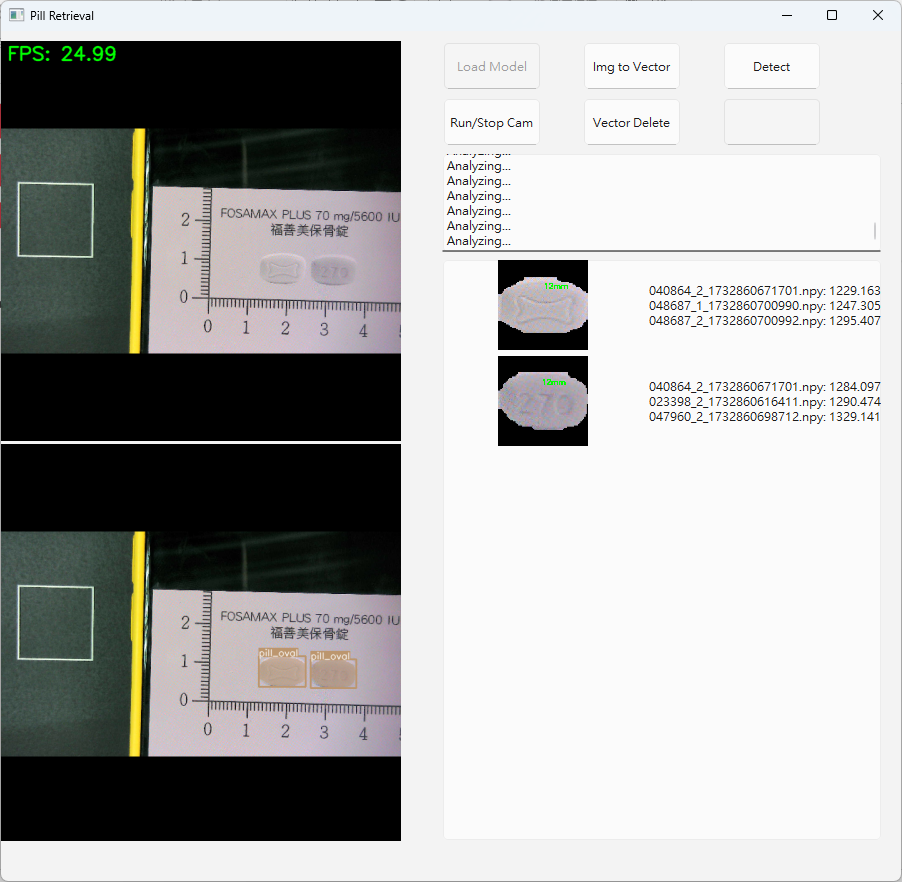 Pill Retrieval
FPS: 24.99
FOSAMAX PLUS 70 mg/5600 IU
福善美保骨錠
270
2
1
0
0 1 2 3 4
FOSAMAX PLUS 70 mg/5600 IU
福善美保骨錠
pill_oval pill_oval
270
2
1
0
0 1 2 3 4
Load Model
Img to Vector
Detect
Run/Stop Cam
Vector Delete
Analyzing...
Analyzing...
Analyzing...
Analyzing...
Analyzing...
Analyzing...
Analyzing...
13mm
040864_2_1732860671701.npy: 1229.163
048687_1_1732860700990.npy: 1247.305
048687_2_1732860700992.npy: 1295.407
270
040864_2_1732860671701.npy: 1284.097
023398_2_1732860616411.npy: 1290.474
047960_2_1732860698712.npy: 1329.141